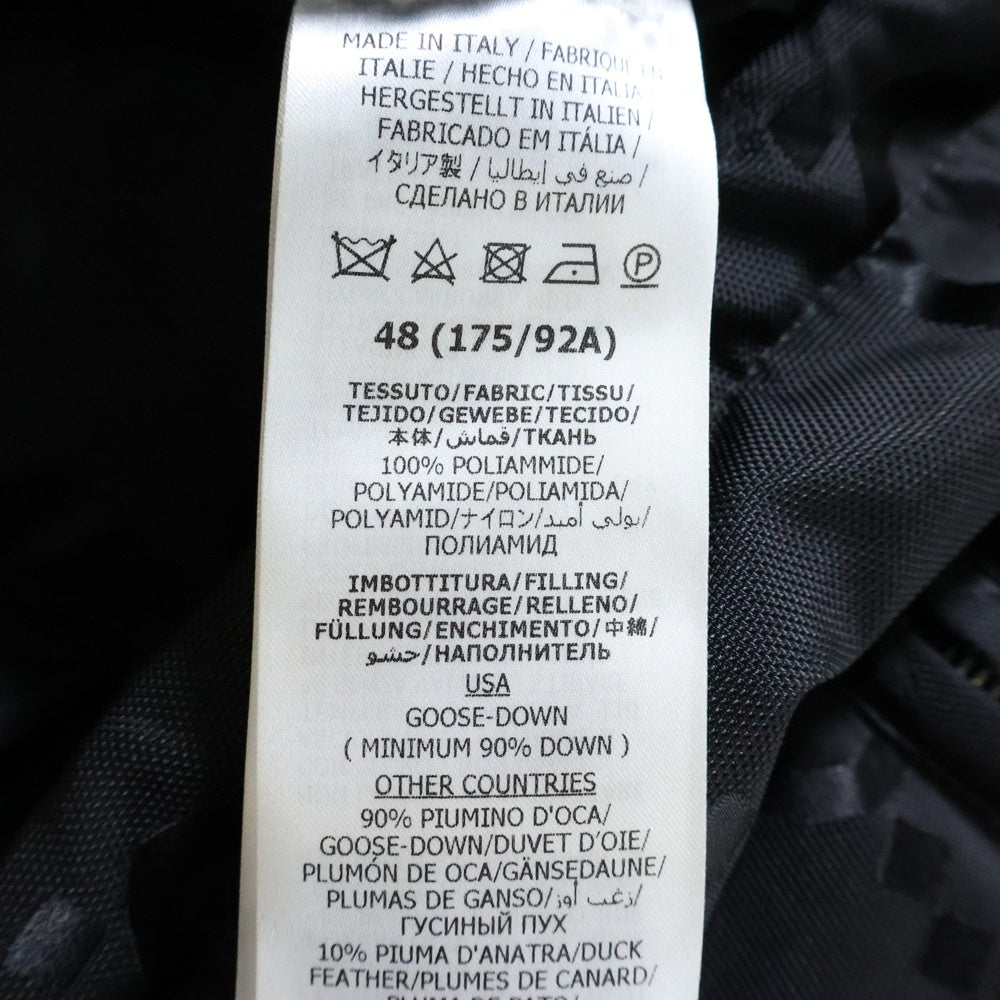 MADE IN ITALY / FABRIQUÉ EN
ITALIE / HECHO EN ITALIA
HERGESTELLT IN ITALIEN /
FABRICADO EM ITÁLIA /
イタリア製 / صنع في إيطاليا /
СДЕЛАНО В ИТАЛИИ
P
48 (175/92A)
TESSUTO/FABRIC/TISSU/
TEJIDO/GEWEBE/TECIDO/
本体/قماش/ТКАНЬ
100% POLIAMMIDE/
POLYAMIDE/POLIAMIDA/
POLYAMID/ナイロン/بولي أميد/
ПОЛИАМИД
IMBOTTITURA/FILLING/
REMBOURRAGE/RELLENO/
FÜLLUNG/ENCHIMENTO/中綿/
حشو/НАПОЛНИТЕЛЬ
USA
GOOSE-DOWN
( MINIMUM 90% DOWN )
OTHER COUNTRIES
90% PIUMINO D'OCA/
GOOSE-DOWN/DUVET D'OIE/
PLUMÓN DE OCA/GÄNSEDAUNE/
PLUMAS DE GANSO/زغب أوز/
ГУСИНЫЙ ПУХ
10% PIUMA D'ANATRA/DUCK
FEATHER/PLUMES DE CANARD/
PLUMA DE PATO/